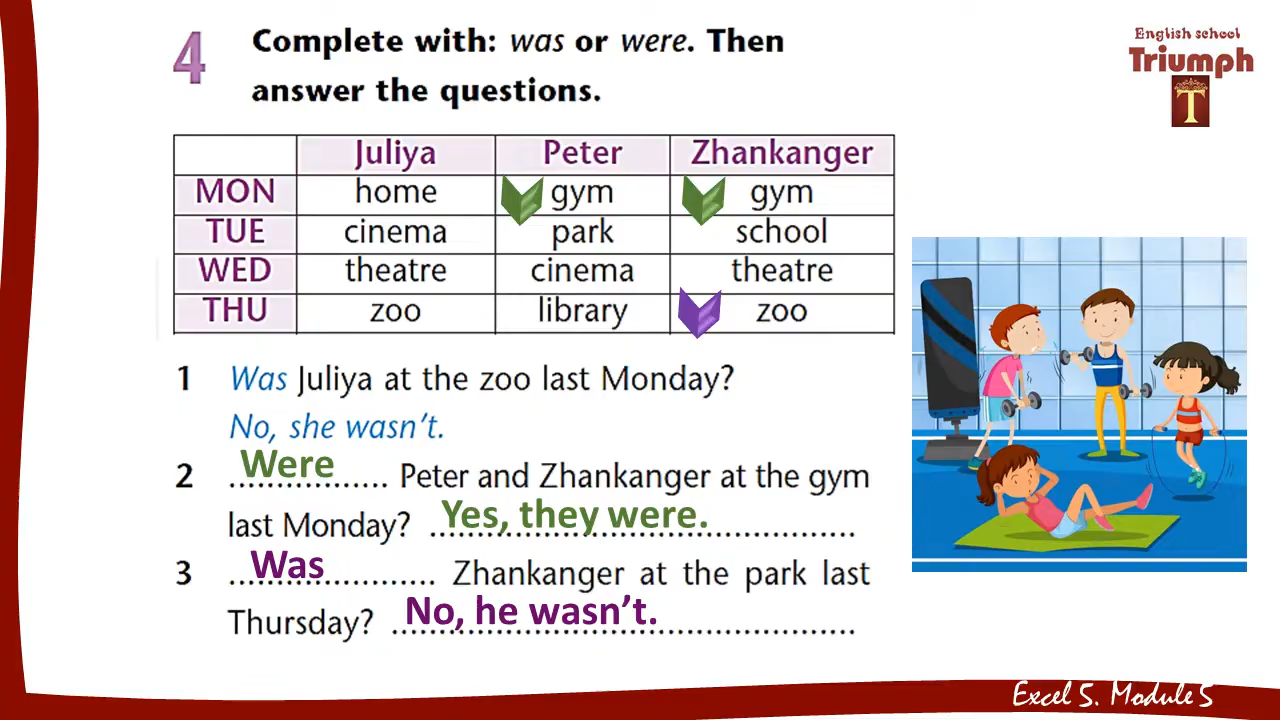 4 Complete with: was or were. Then
answer the questions.
English school
Triumph
T
Juliya Peter Zhankanger
MON home gym gym
TUE cinema park school
WED theatre cinema theatre
THU zoo library zoo
1 Was Juliya at the zoo last Monday?
No, she wasn't.
2 Were Peter and Zhankanger at the gym
last Monday? Yes, they were.
3 Was Zhankanger at the park last
Thursday? No, he wasn't.
Excel 5. Module 5